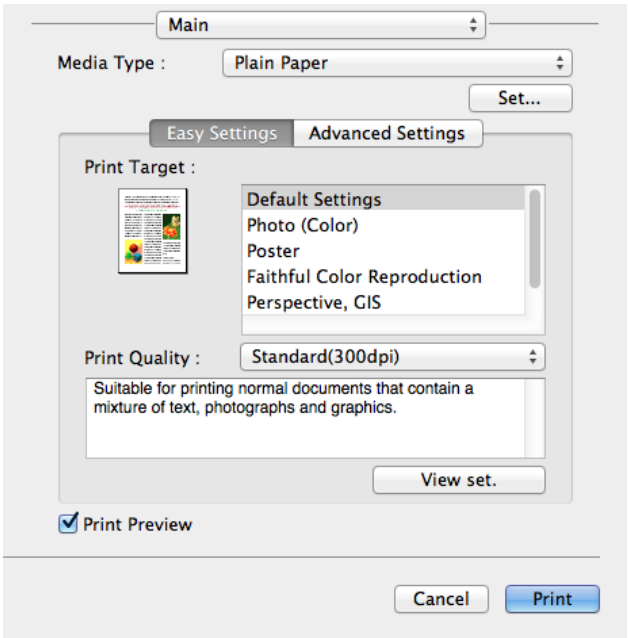 Main
Media Type : Plain Paper
Set...
Easy Settings Advanced Settings
Print Target :
Default Settings
Photo (Color)
Poster
Faithful Color Reproduction
Perspective, GIS
Print Quality : Standard(300dpi)
Suitable for printing normal documents that contain a
mixture of text, photographs and graphics.
View set.
Print Preview
Cancel Print